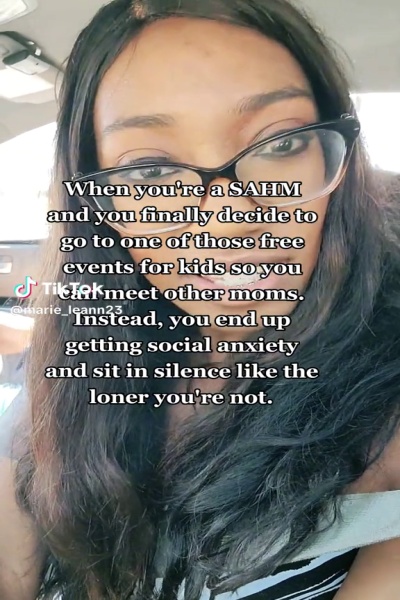 When you're a SAHM
and you finally decide to
go to one of those free
events for kids so you
can meet other moms.
TikTok
@marie_leann23
Instead, you end up
getting social anxiety
and sit in silence like the
loner you're not.